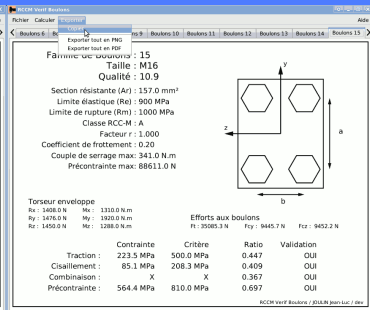 RCCM Verif Boulons
Fichier Calculer Exporter Aide
Copier
Exporter tout en PNG
Exporter tout en PDF
Boulons 6 Boulons 9 Boulons 10 Boulons 11 Boulons 12 Boulons 13 Boulons 14 Boulons 15
Famille de Boulons : 15
Taille : M16
Qualité : 10.9
Section résistante (Ar) : 157.0 mm²
Limite élastique (Re) : 900 MPa
Limite de rupture (Rm) : 1000 MPa
Classe RCC-M : A
Facteur r : 1.000
Coefficient de frottement : 0.20
Couple de serrage max: 341.0 N.m
Précontrainte max: 88611.0 N
y
z
a
b
Torseur enveloppe
Rx : 1408.0 N Mx : 1310.0 N.m
Ry : 1476.0 N My : 1920.0 N.m
Rz : 1450.0 N Mz : 1288.0 N.m
Efforts aux boulons
Ft : 35085.3 N Fcy : 9445.7 N Fcz : 9452.2 N
Contrainte Critère Ratio Validation
Traction : 223.5 MPa 500.0 MPa 0.447 OUI
Cisaillement : 85.1 MPa 208.3 MPa 0.409 OUI
Combinaison : X X 0.367 OUI
Précontrainte : 564.4 MPa 810.0 MPa 0.697 OUI
RCCM Verif Boulons / JOULIN Jean-Luc / dev